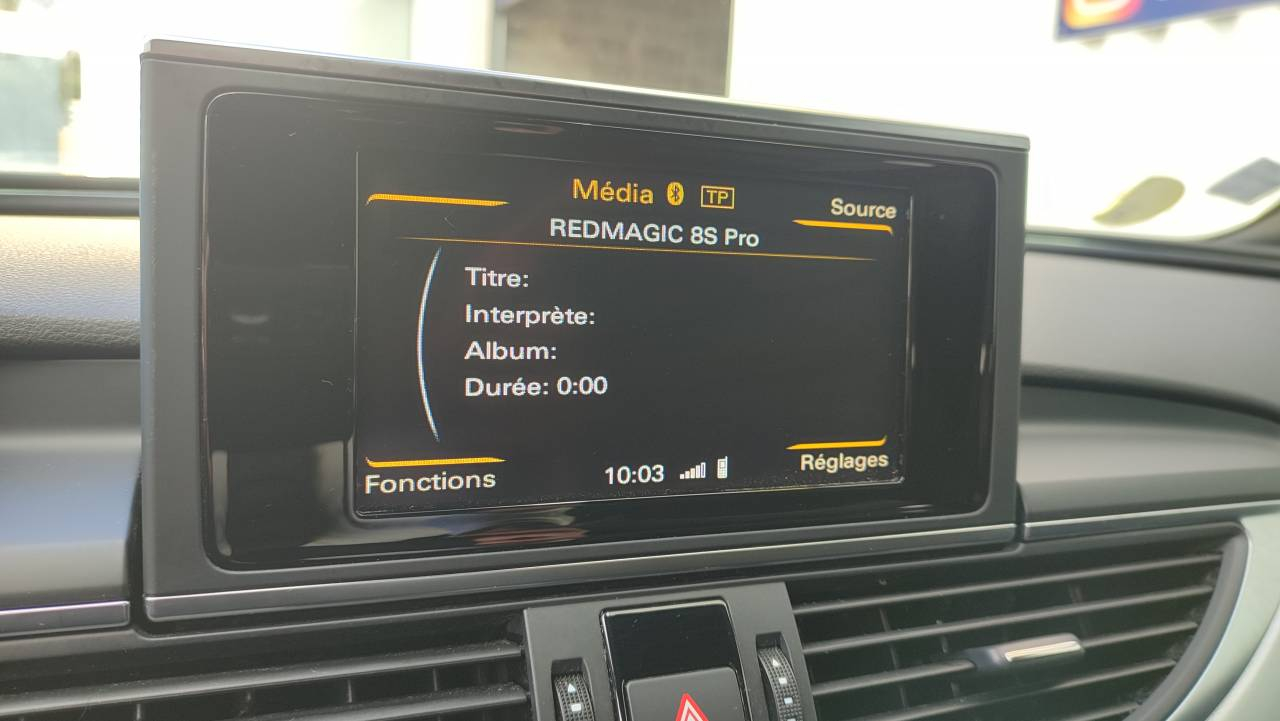 Média TP
Source
REDMAGIC 8S Pro
Titre:
Interprète:
Album:
Durée: 0:00
Fonctions
10:03
Réglages